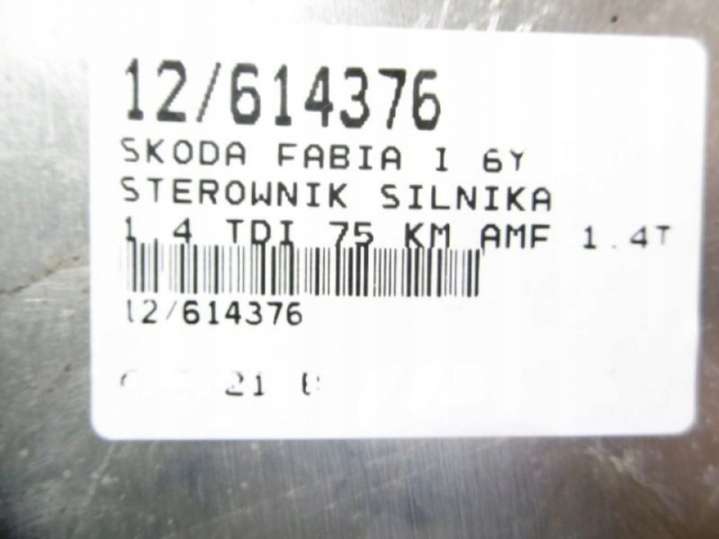 12/614376
SKODA FABIA I 6Y
STEROWNIK SILNIKA
1.4 TDI 75 KM AMF 1.4T
12/614376
21